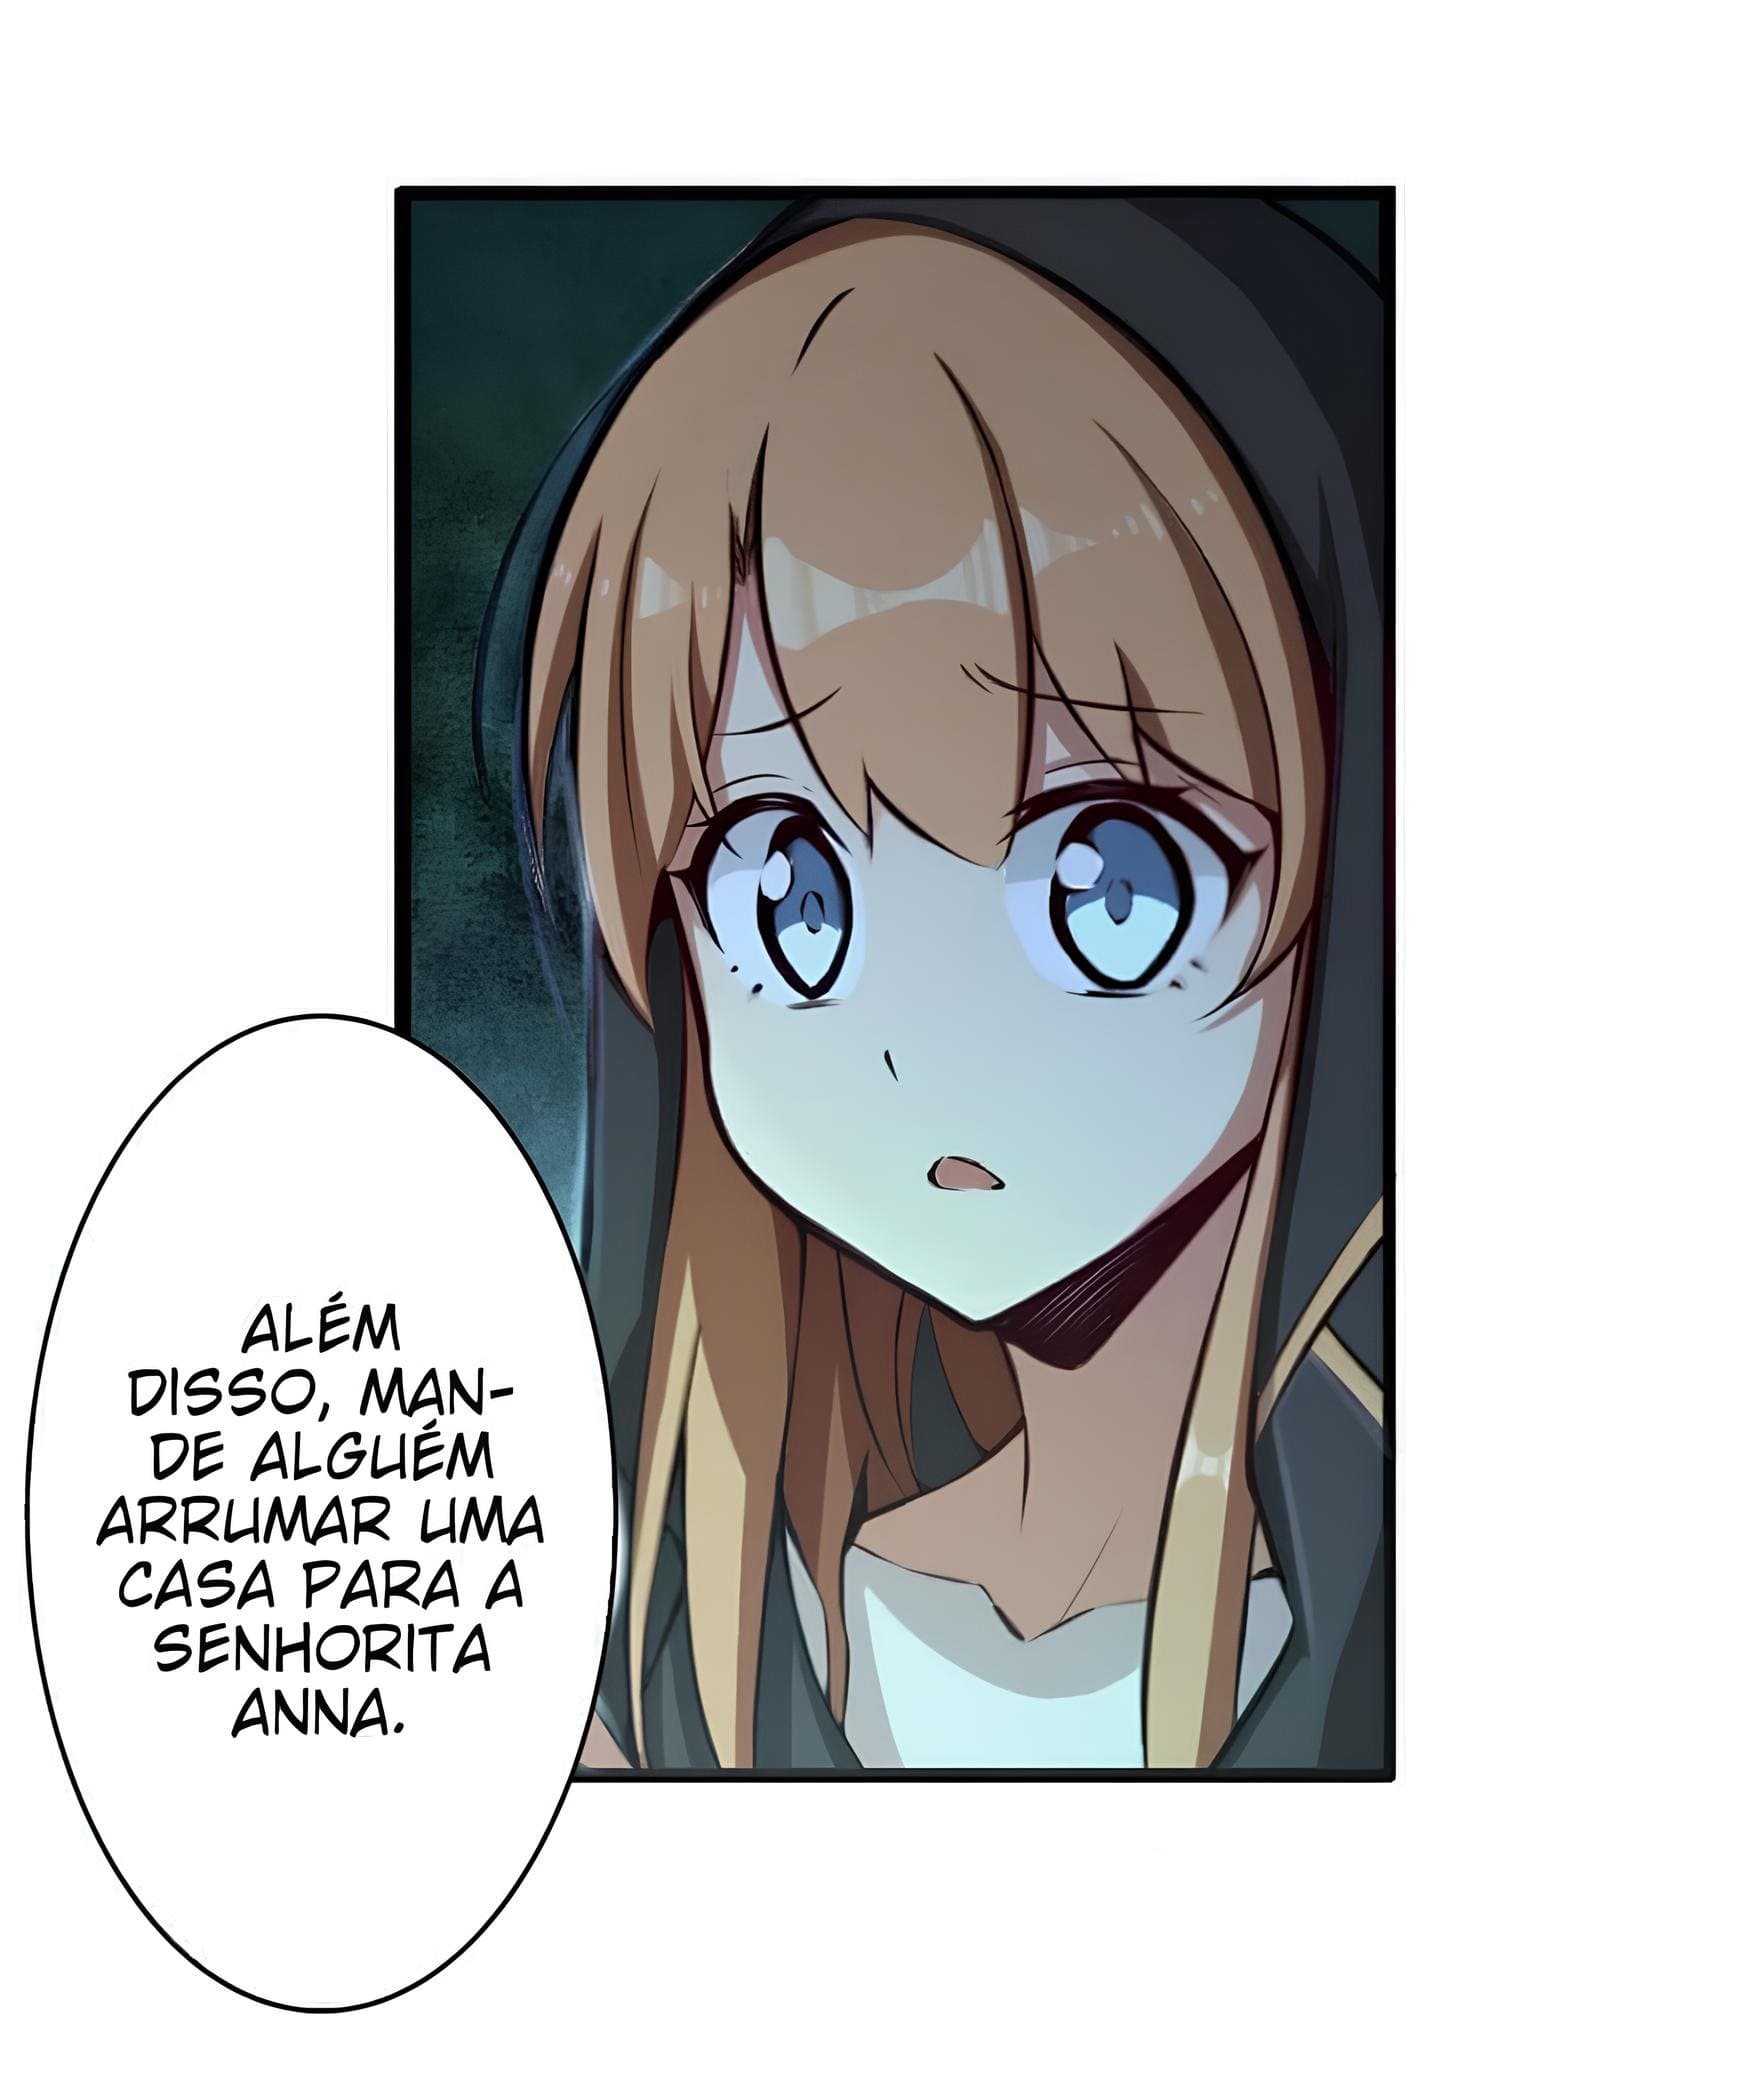 ALÉM
DISSO, MAN-
DE ALGUÉM
ARRUMAR UMA
CASA PARA A
SENHORITA
ANNA.